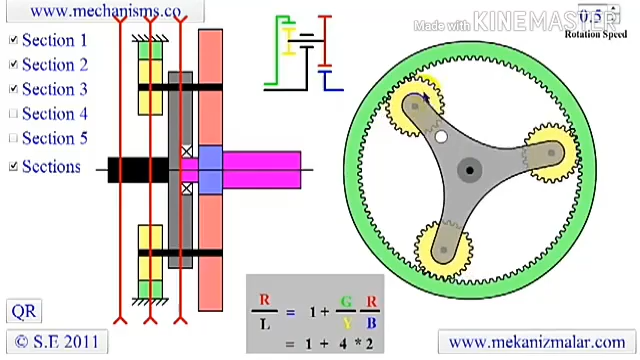 www.mechanisms.co
Made with KINEMASTER
0.5
Rotation Speed
Section 1
Section 2
Section 3
Section 4
Section 5
Sections
QR
© S.E 2011
R G R
= 1 +
L Y B
= 1 + 4 * 2
www.mekanizmalar.com